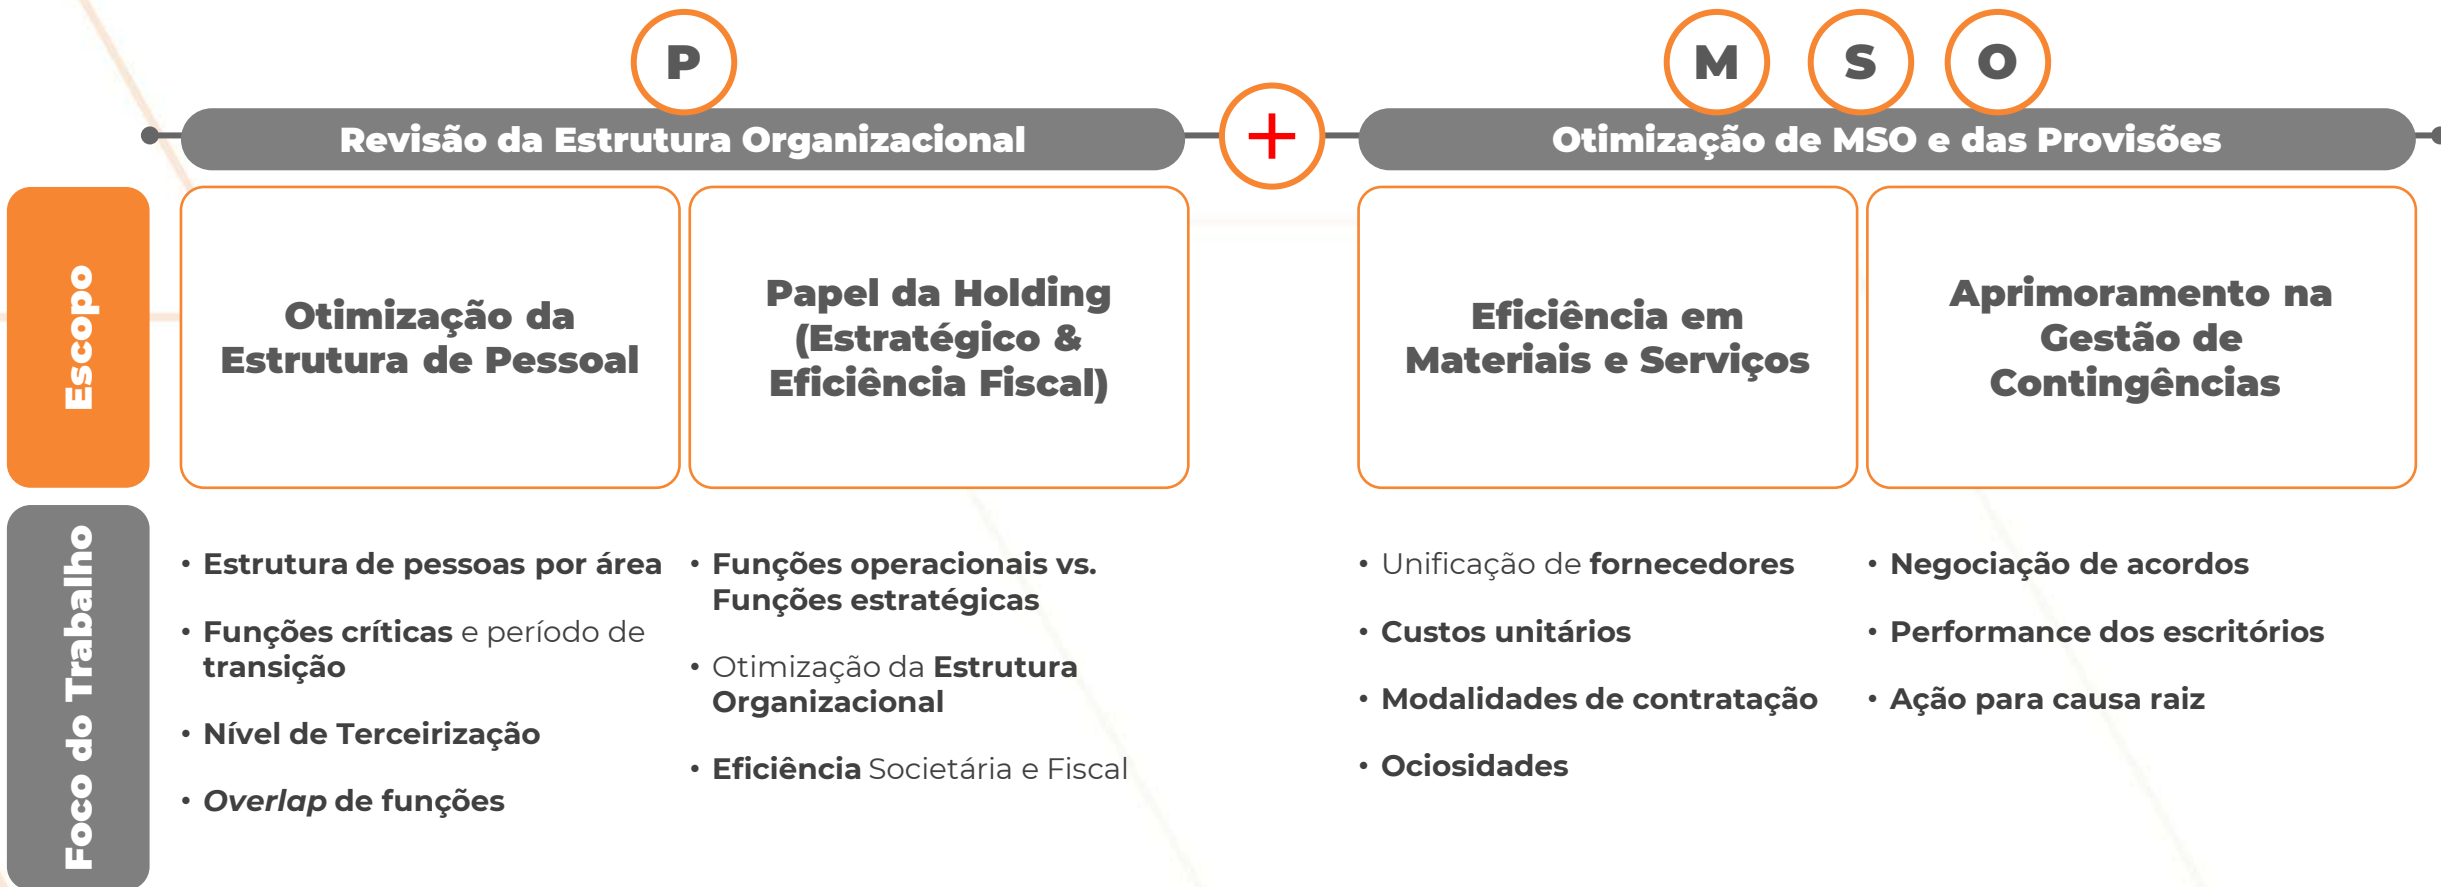 P
M S O
Revisão da Estrutura Organizacional
+
Otimização de MSO e das Provisões
Escopo
Otimização da
Estrutura de Pessoal
Papel da Holding
(Estratégico &
Eficiência Fiscal)
Eficiência em
Materiais e Serviços
Aprimoramento na
Gestão de
Contingências
Foco do Trabalho
• Estrutura de pessoas por área
• Funções críticas e período de
transição
• Nível de Terceirização
• Overlap de funções
• Funções operacionais vs.
Funções estratégicas
• Otimização da Estrutura
Organizacional
• Eficiência Societária e Fiscal
• Unificação de fornecedores
• Custos unitários
• Modalidades de contratação
• Ociosidades
• Negociação de acordos
• Performance dos escritórios
• Ação para causa raiz